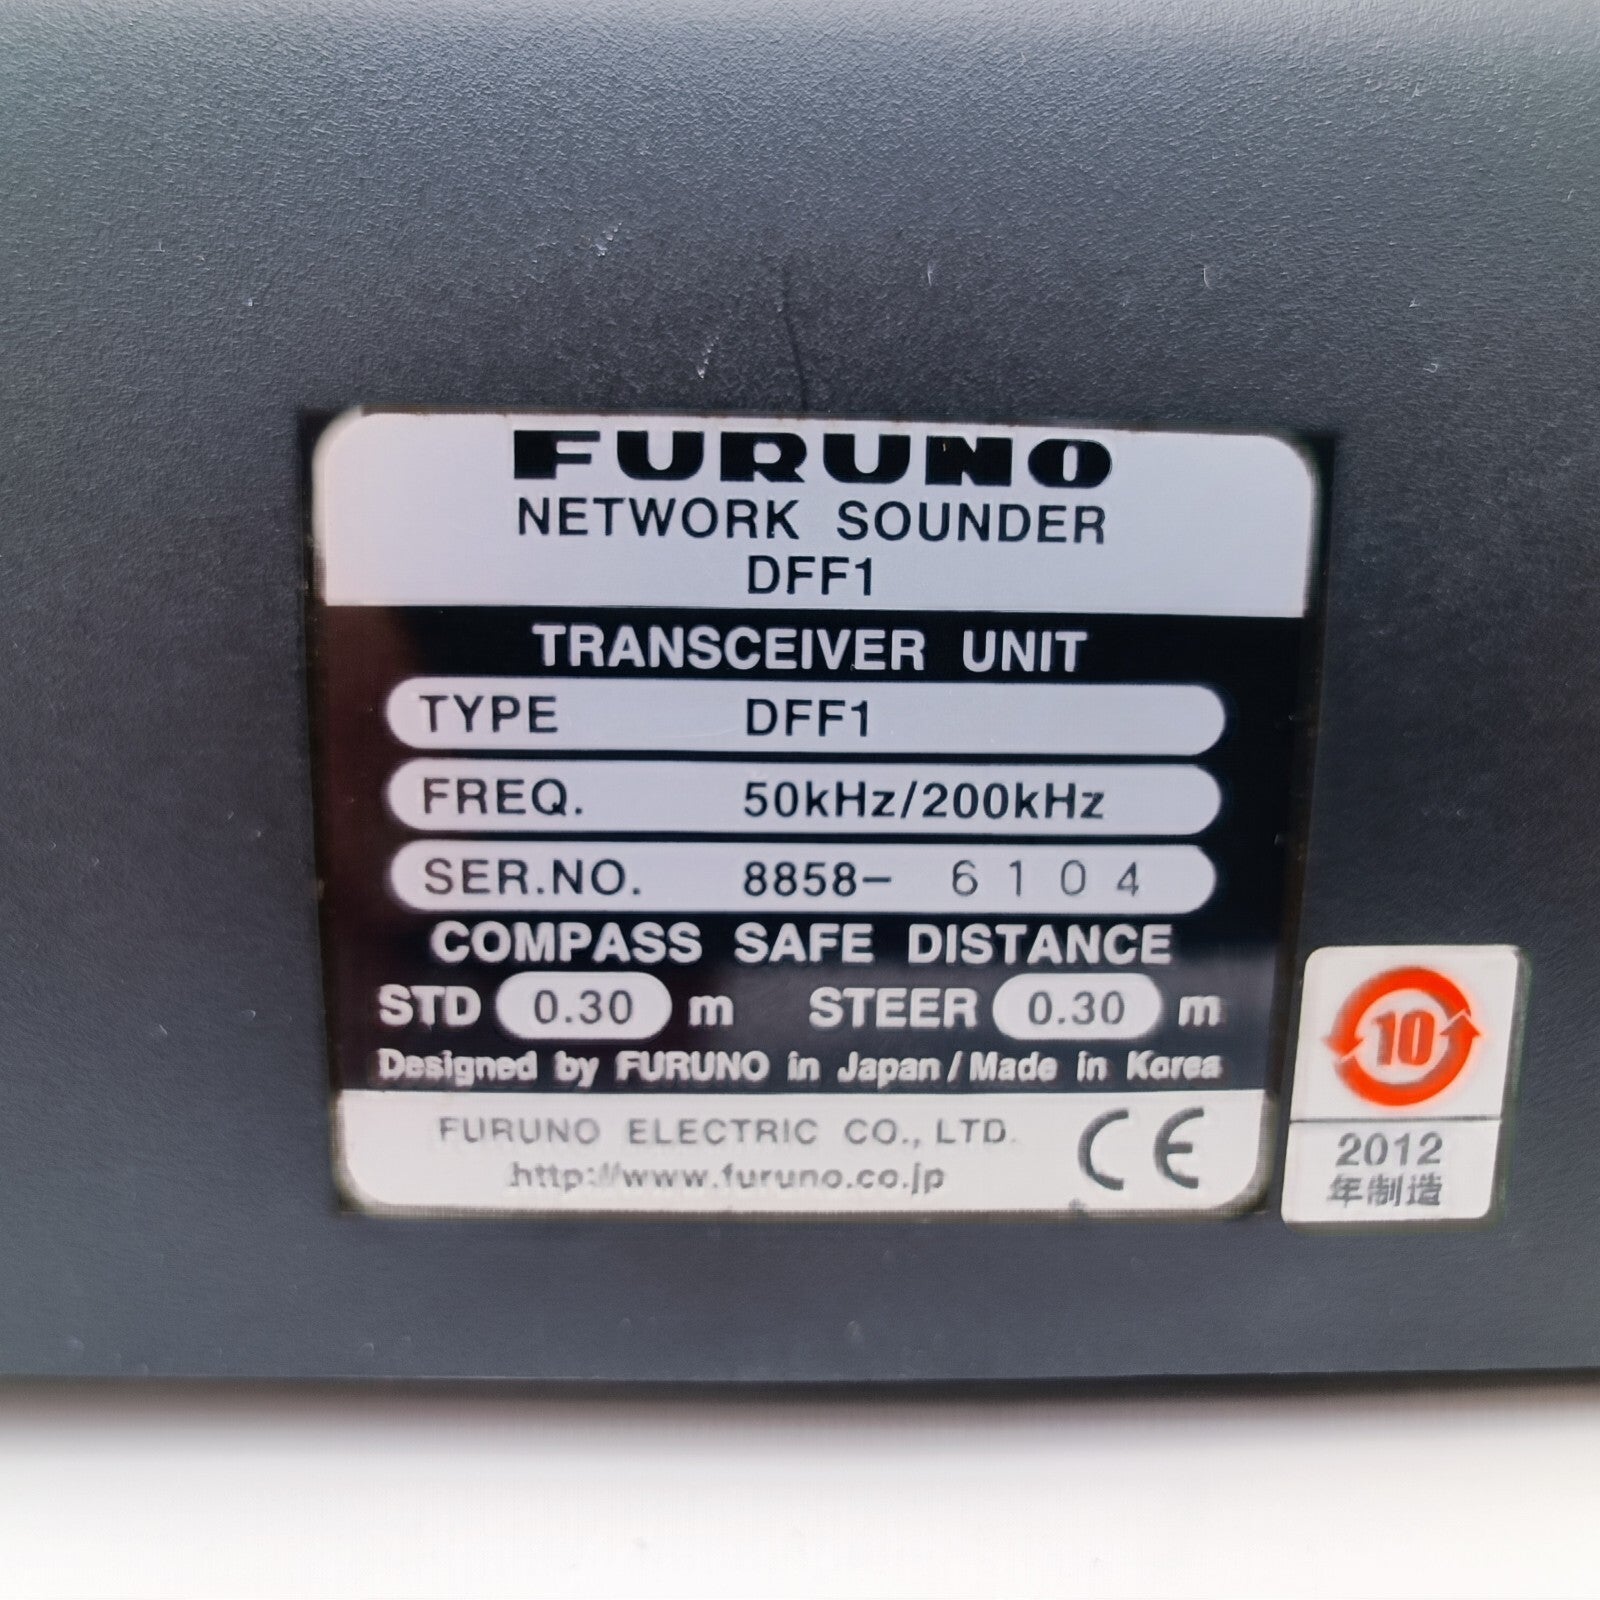 FURUNO
NETWORK SOUNDER
DFF1
TRANSCEIVER UNIT
TYPE DFF1
FREQ. 50kHz/200kHz
SER.NO. 8858- 6104
COMPASS SAFE DISTANCE
STD 0.30 m STEER 0.30 m
Designed by FURUNO in Japan / Made in Korea
FURUNO ELECTRIC CO., LTD.
http://www.furuno.co.jp
CE
10
2012
年制造